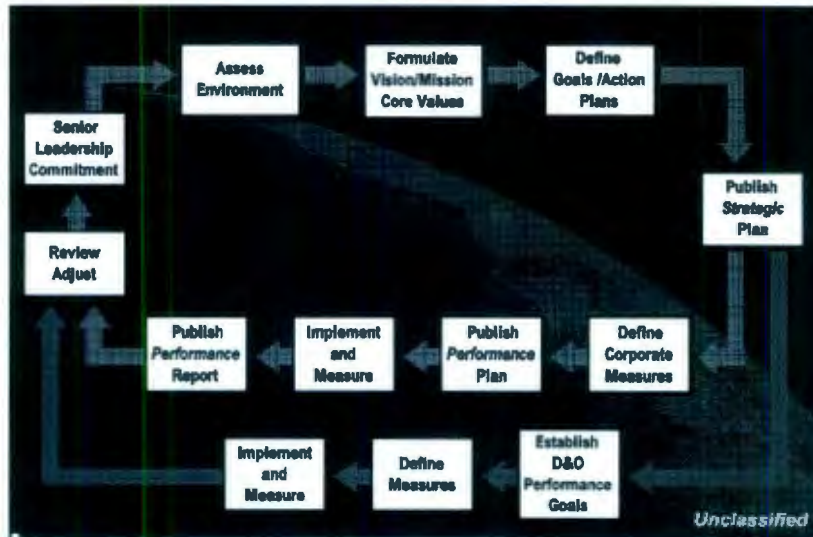 Assess
Environment
Formulate
Vision/Mission
Core Values
Define
Goals /Action
Plans
Senior
Leadership
Commitment
Publish
Strategic
Plan
Review
Adjust
Publish
Performance
Report
Implement
and
Measure
Publish
Performance
Plan
Define
Corporate
Measures
Implement
and
Measure
Define
Measures
Establish
D&O
Performance
Goals
Unclassified